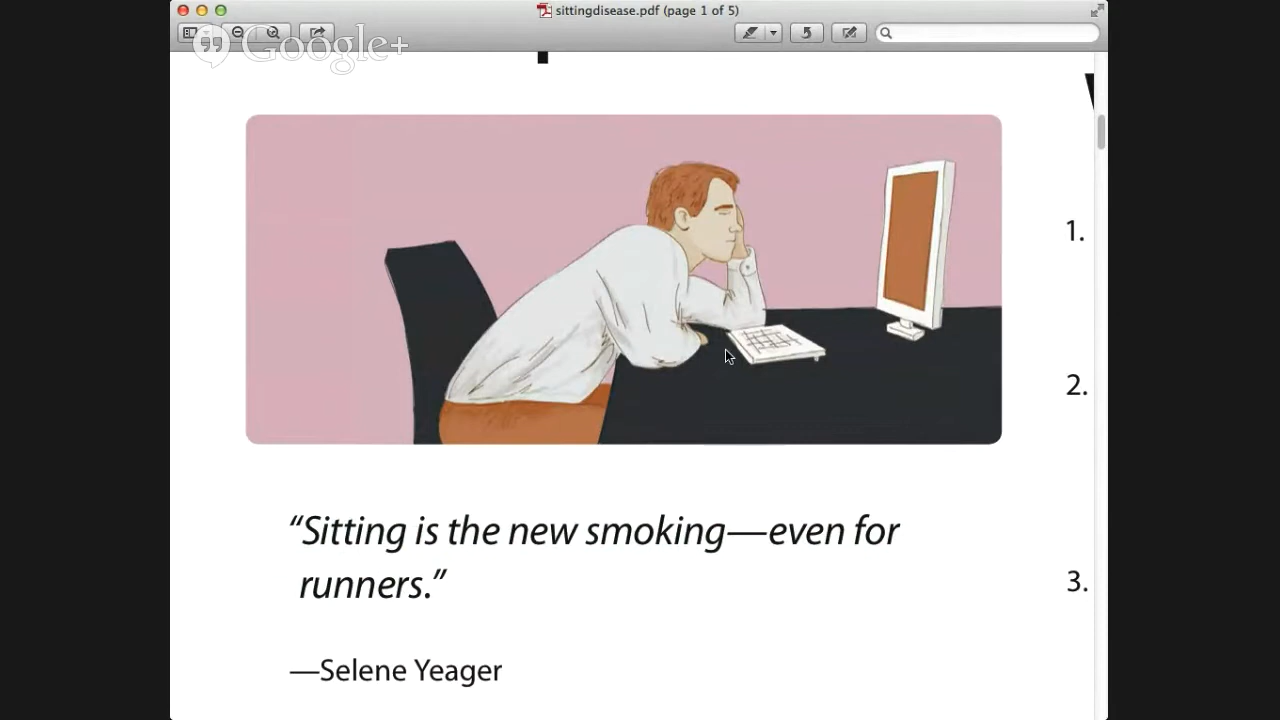 sittingdisease.pdf (page 1 of 5)
Google+
1.
2.
3.
“Sitting is the new smoking—even for
runners.”
—Selene Yeager